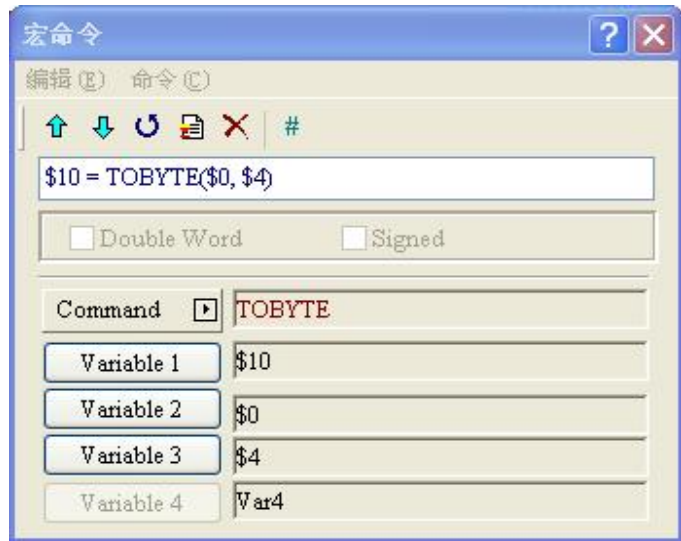 宏命令
编辑(E) 命令(C)
#
$10 = TOBYTE($0, $4)
Double Word Signed
Command TOBYTE
Variable 1 $10
Variable 2 $0
Variable 3 $4
Variable 4 Var4